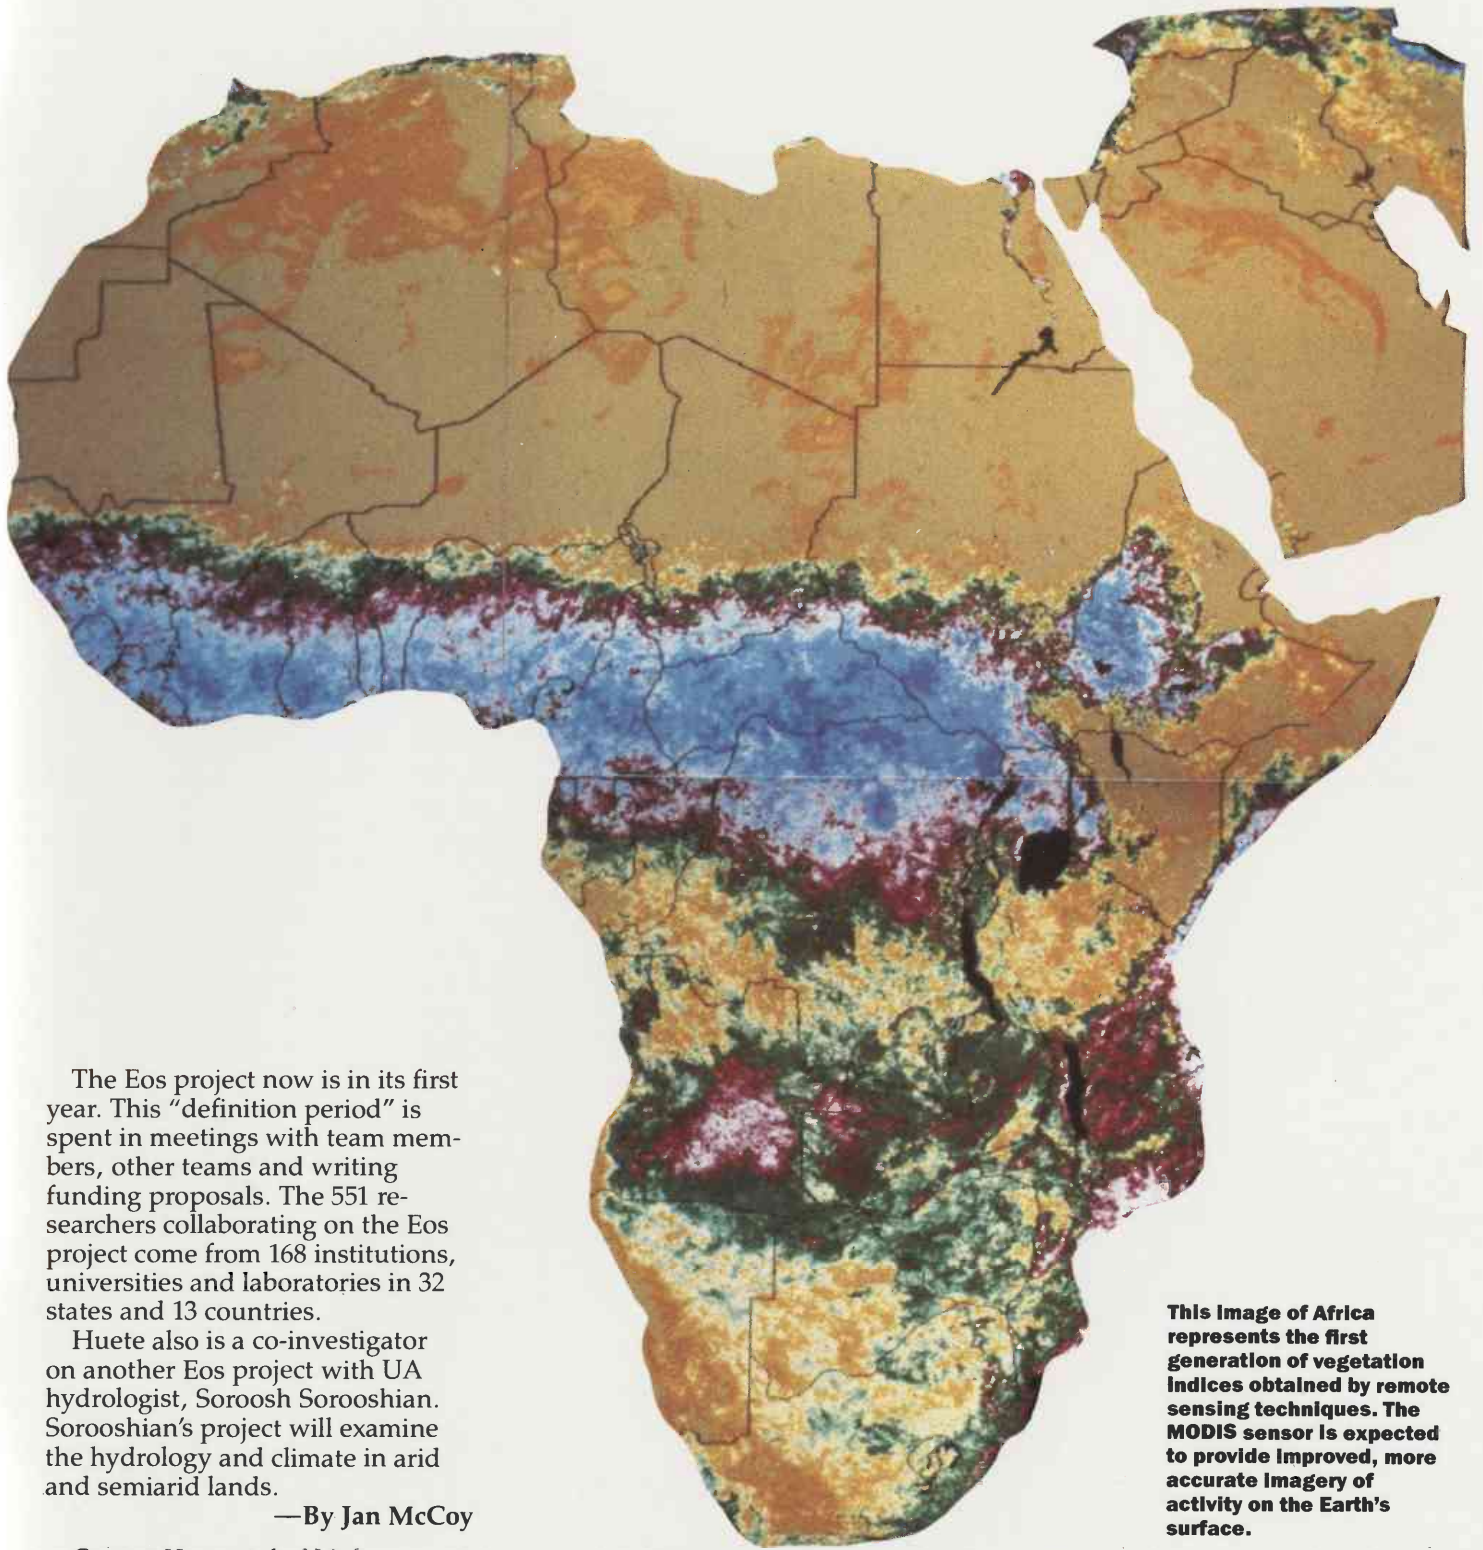 The Eos project now is in its first
year. This "definition period" is
spent in meetings with team mem-
bers, other teams and writing
funding proposals. The 551 re-
searchers collaborating on the Eos
project come from 168 institutions,
universities and laboratories in 32
states and 13 countries.
Huete also is a co-investigator
on another Eos project with UA
hydrologist, Soroosh Sorooshian.
Sorooshian's project will examine
the hydrology and climate in arid
and semiarid lands.
—By Jan McCoy
This image of Africa
represents the first
generation of vegetation
indices obtained by remote
sensing techniques. The
MODIS sensor is expected
to provide improved, more
accurate imagery of
activity on the Earth's
surface.